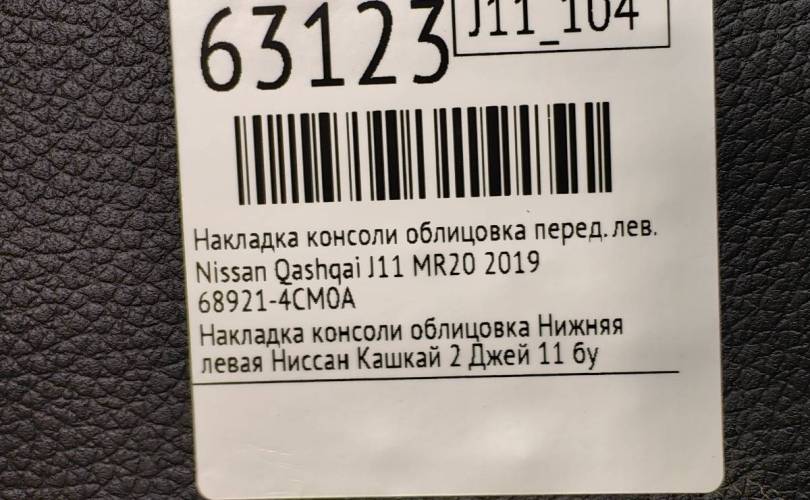 63123
J11_104
Накладка консоли облицовка перед. лев.
Nissan Qashqai J11 MR20 2019
68921-4CM0A
Накладка консоли облицовка Нижняя
левая Ниссан Кашкай 2 Джей 11 бу